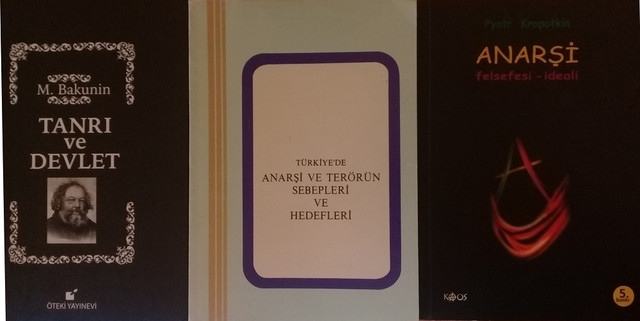 M. Bakunin
TANRI
ve
DEVLET
ÖTEKİ YAYINEVİ
TÜRKİYE'DE
ANARŞİ VE TERÖRÜN
SEBEPLERİ
VE
HEDEFLERİ
Pyotr Kropotkin
ANARŞİ
felsefesi - ideali
KAOS
5.